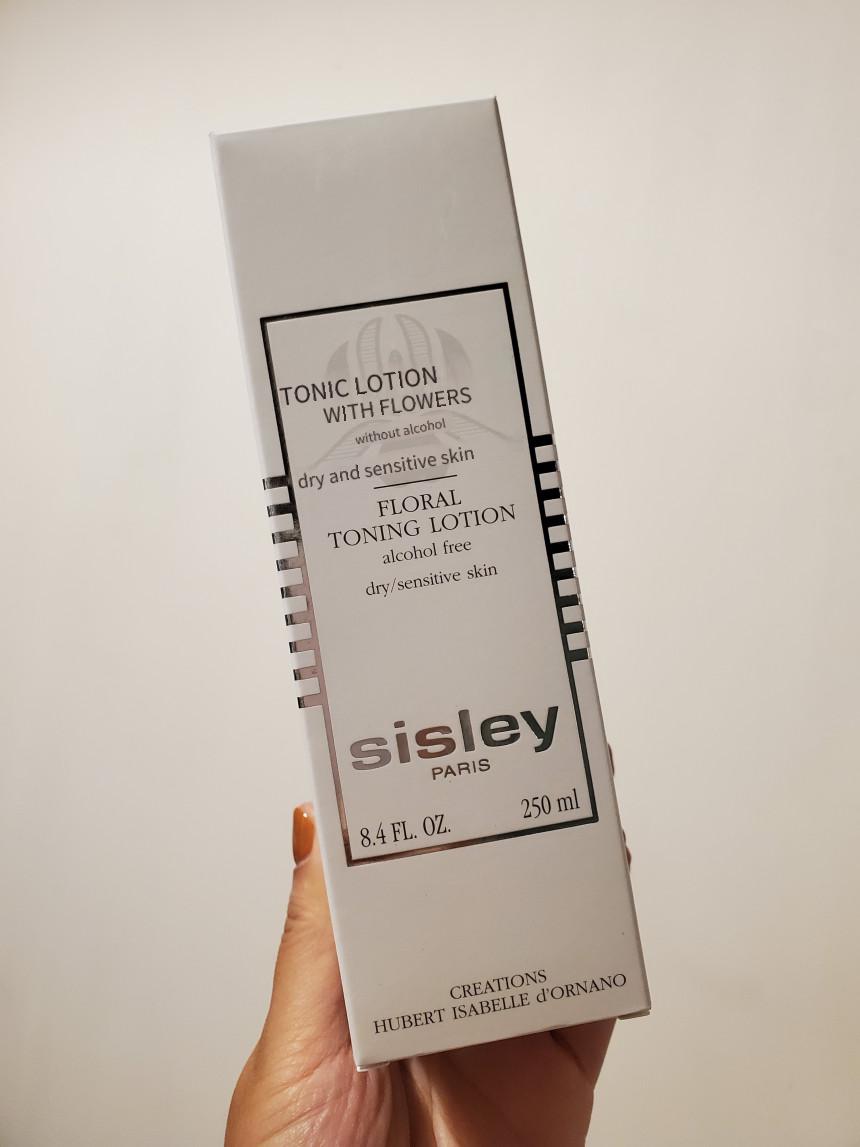 TONIC LOTION
WITH FLOWERS
without alcohol
dry and sensitive skin
FLORAL
TONING LOTION
alcohol free
dry/sensitive skin
sisley
PARIS
8.4 FL. OZ. 250 ml
CREATIONS
HUBERT ISABELLE d'ORNANO